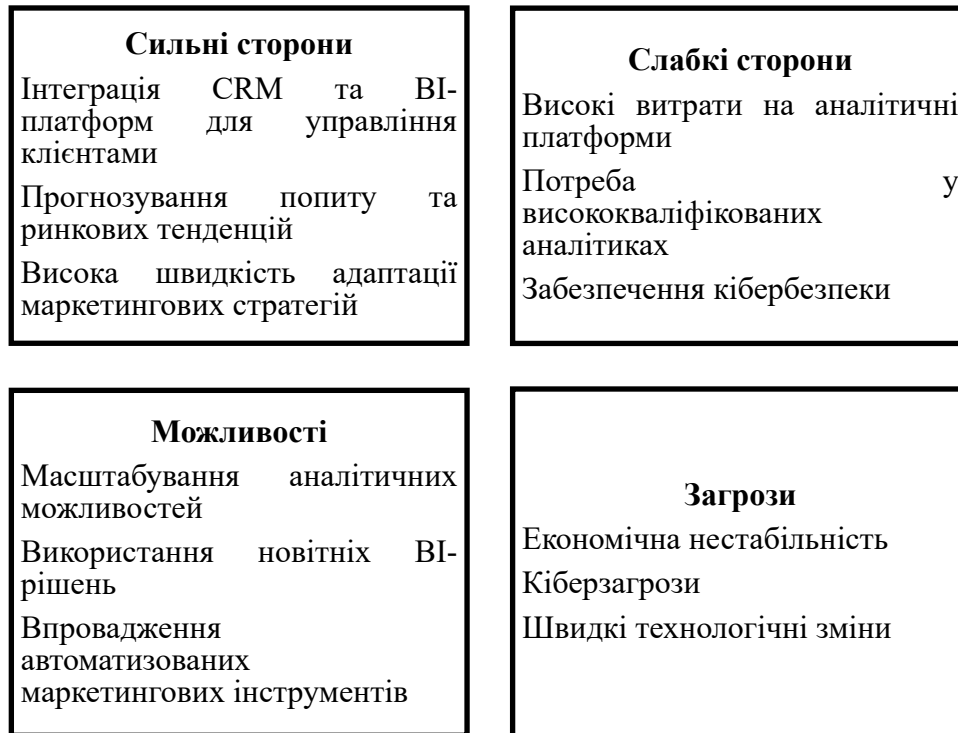 Сильні сторони
Інтеграція CRM та BI-
платформ для управління
клієнтами
Прогнозування попиту та
ринкових тенденцій
Висока швидкість адаптації
маркетингових стратегій
Слабкі сторони
Високі витрати на аналітичні
платформи
Потреба у
висококваліфікованих
аналітиках
Забезпечення кібербезпеки
Можливості
Масштабування аналітичних
можливостей
Використання новітніх BI-
рішень
Впровадження
автоматизованих
маркетингових інструментів
Загрози
Економічна нестабільність
Кіберзагрози
Швидкі технологічні зміни